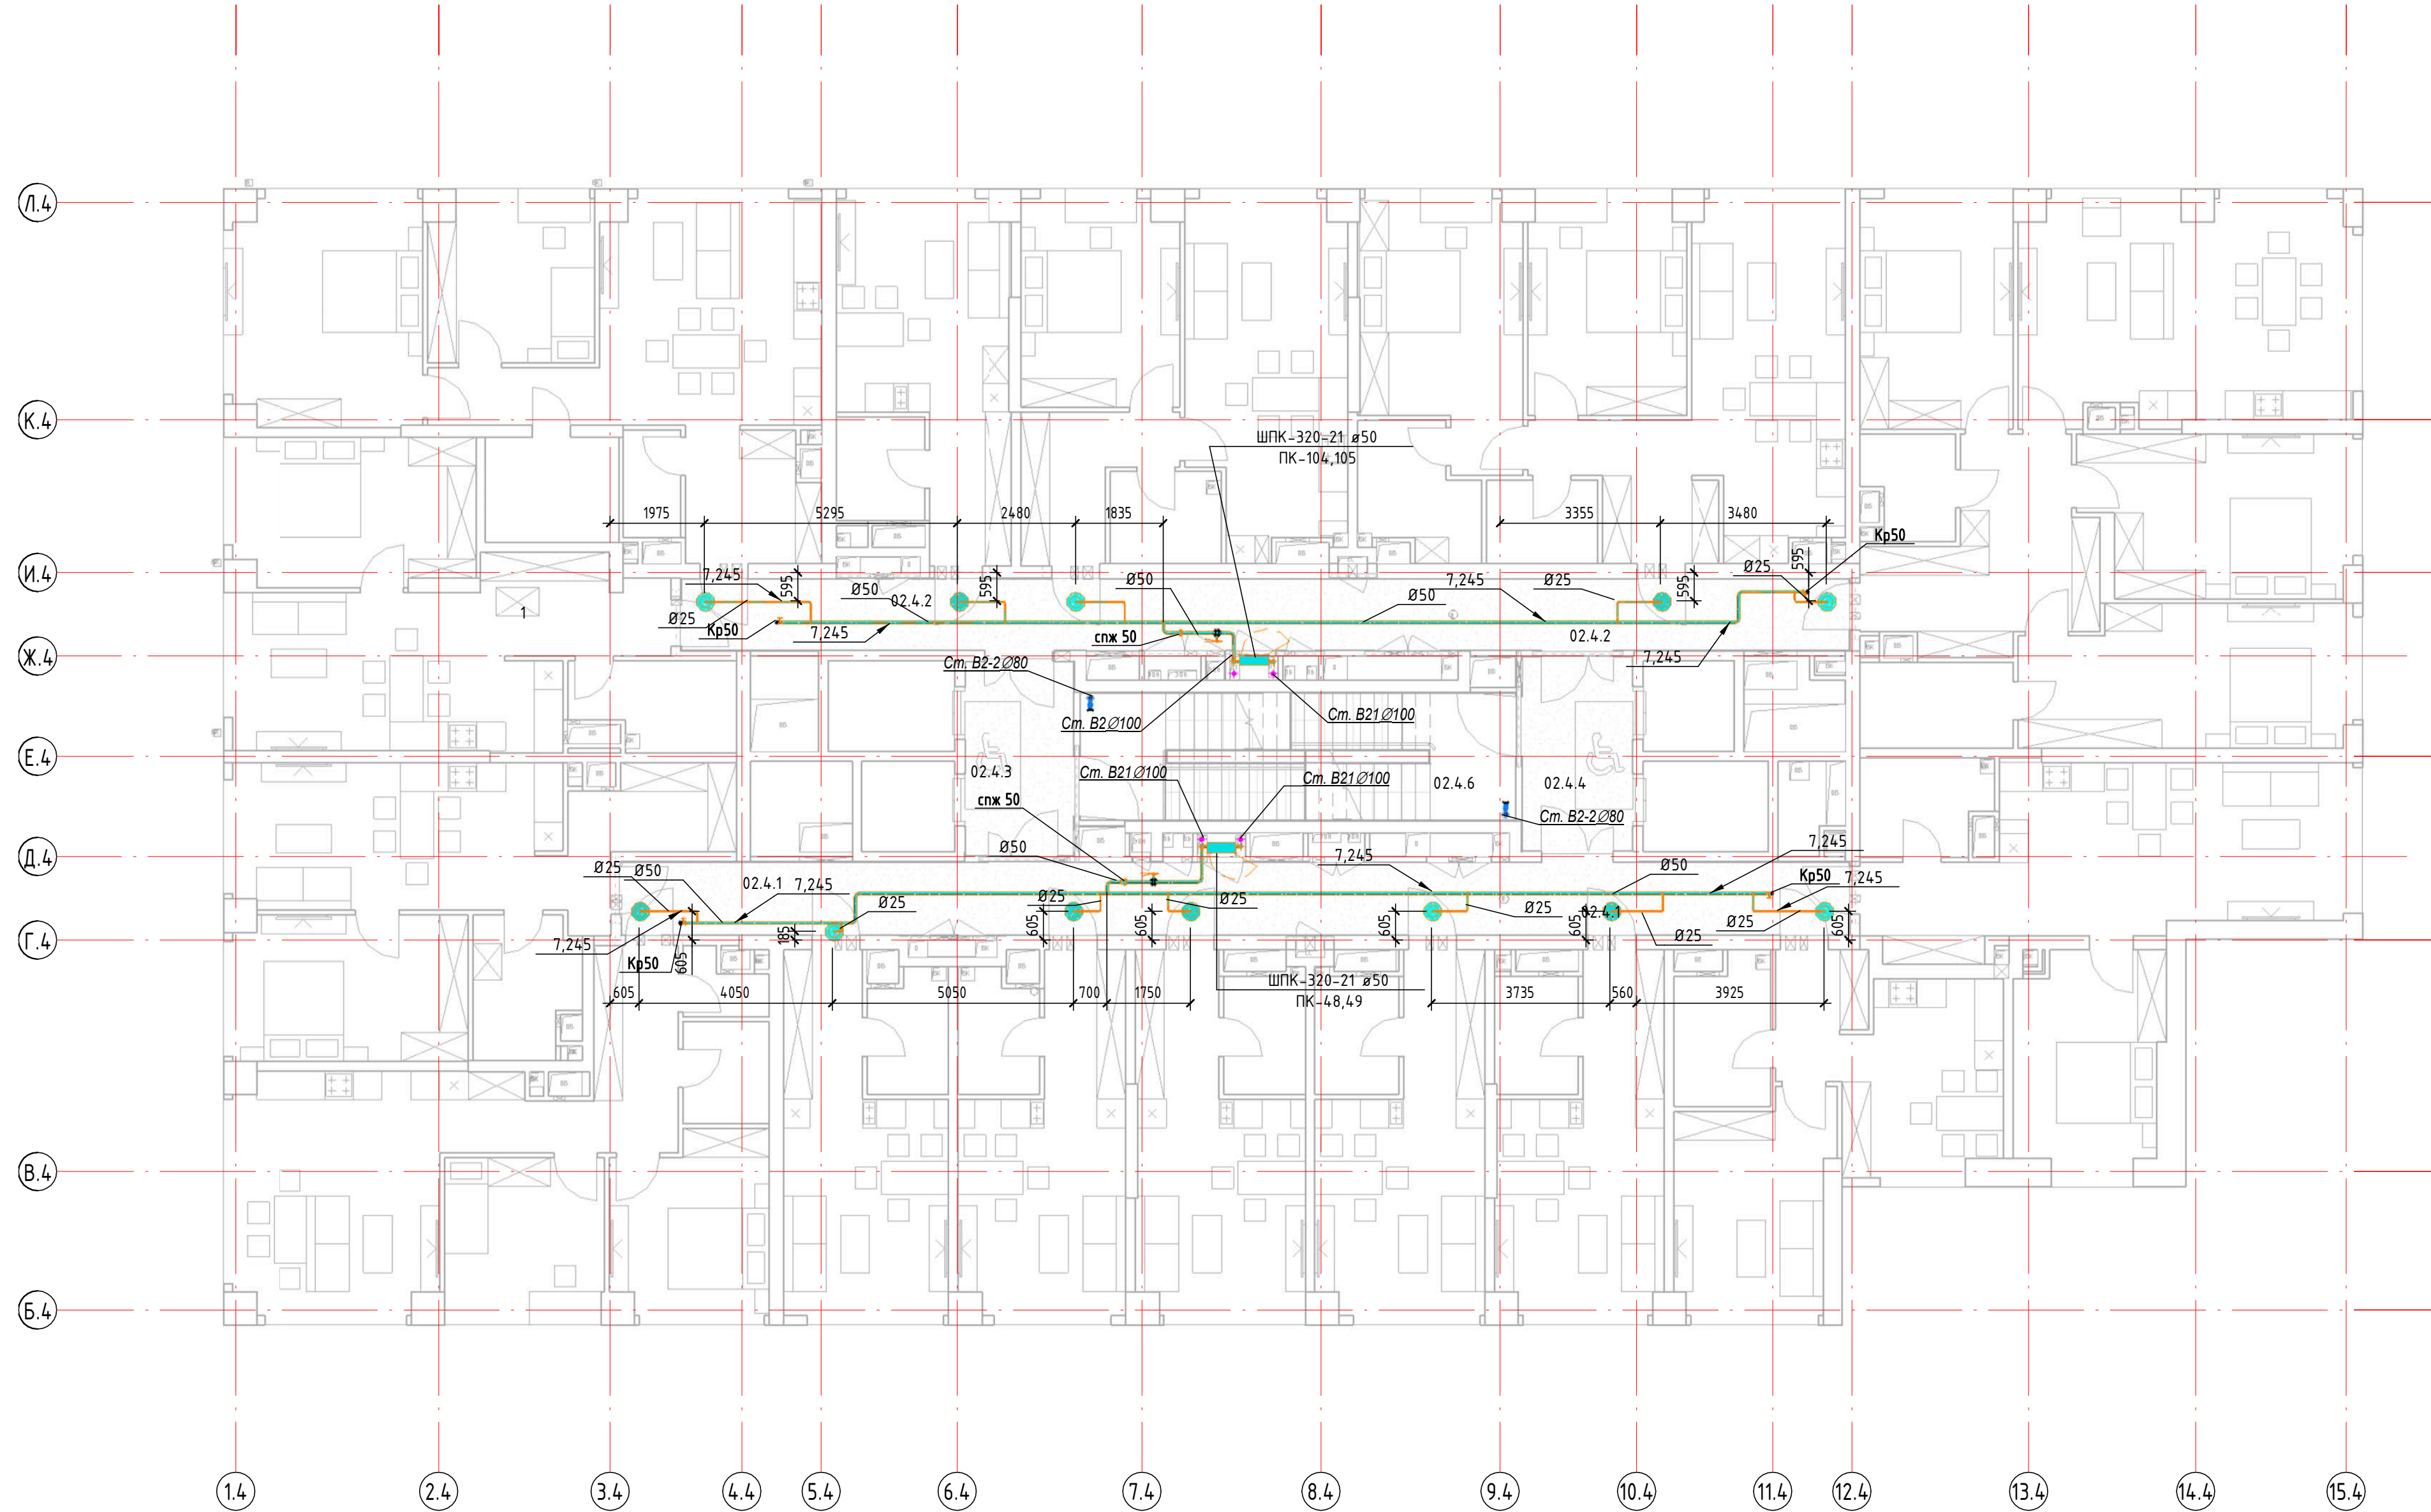 Л.4
К.4
И.4
Ж.4
Е.4
Д.4
Г.4
В.4
Б.4
ШПК-320-21 ø50
ПК-104,105
1975
5295
2480
1835
3355
3480
Кр50
7,245
595
Ø50
02.4.2
595
Ø50
7,245
Ø50
Ø25
595
Ø25
595
1
Ø25
Кр50
7,245
спж 50
02.4.2
7,245
Ст. В2-2Ø80
Ст. В2Ø100
Ст. В21Ø100
02.4.3
Ст. В21Ø100
Ст. В21Ø100
02.4.6
02.4.4
спж 50
Ст. В2-2Ø80
Ø50
7,245
Ø50
7,245
Ø25
Ø50
02.4.1
7,245
Кр50
7,245
Ø25
Ø25
Ø25
Ø25
02.4.1
Ø25
Ø25
7,245
Кр50
605
185
605
605
605
605
605
605
4050
5050
700
1750
ШПК-320-21 ø50
ПК-48,49
3735
560
3925
1.4
2.4
3.4
4.4
5.4
6.4
7.4
8.4
9.4
10.4
11.4
12.4
13.4
14.4
15.4